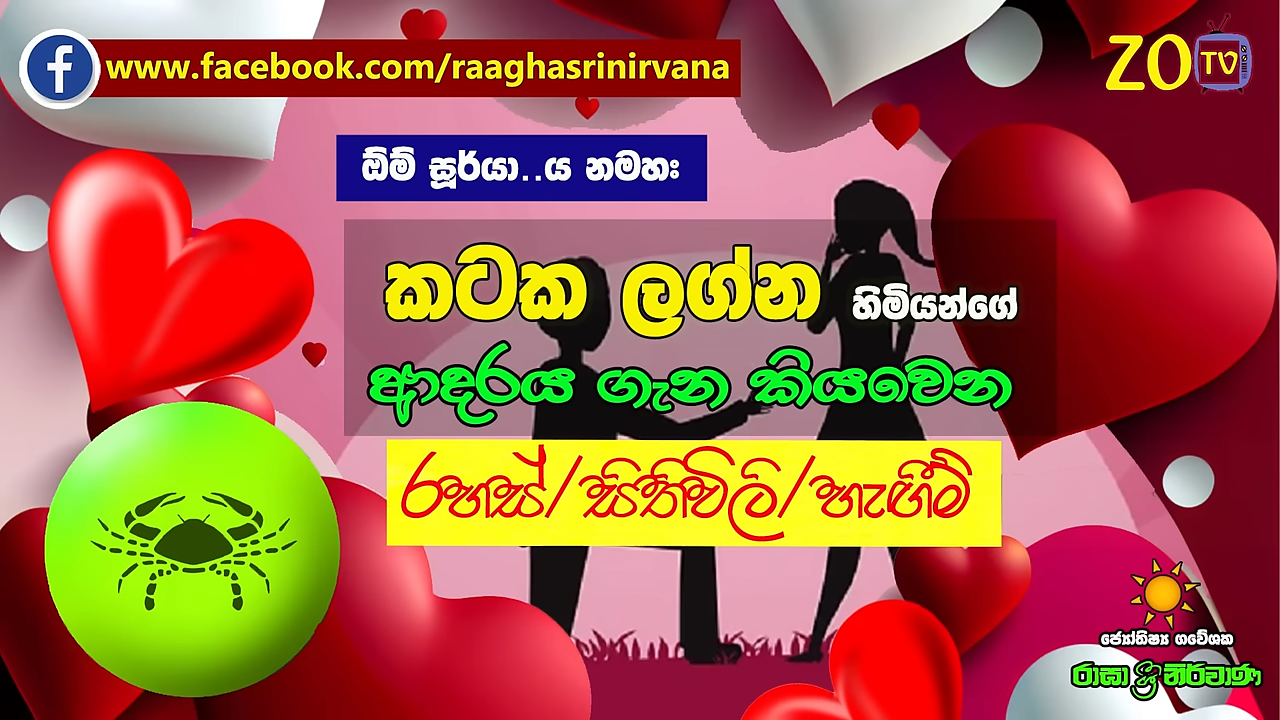 www.facebook.com/raaghasrinirvana
ZO TV
ඕම් සූර්යා..ය නමහඃ
කටක ලග්න හිමියන්ගේ
ආදරය ගැන කියවෙන
රහස්/සිතිවිලි/හැඟීම්
ජ්‍යෝතිෂ්‍ය ගවේශක
රාඝා ශ්‍රී නිර්වාණ